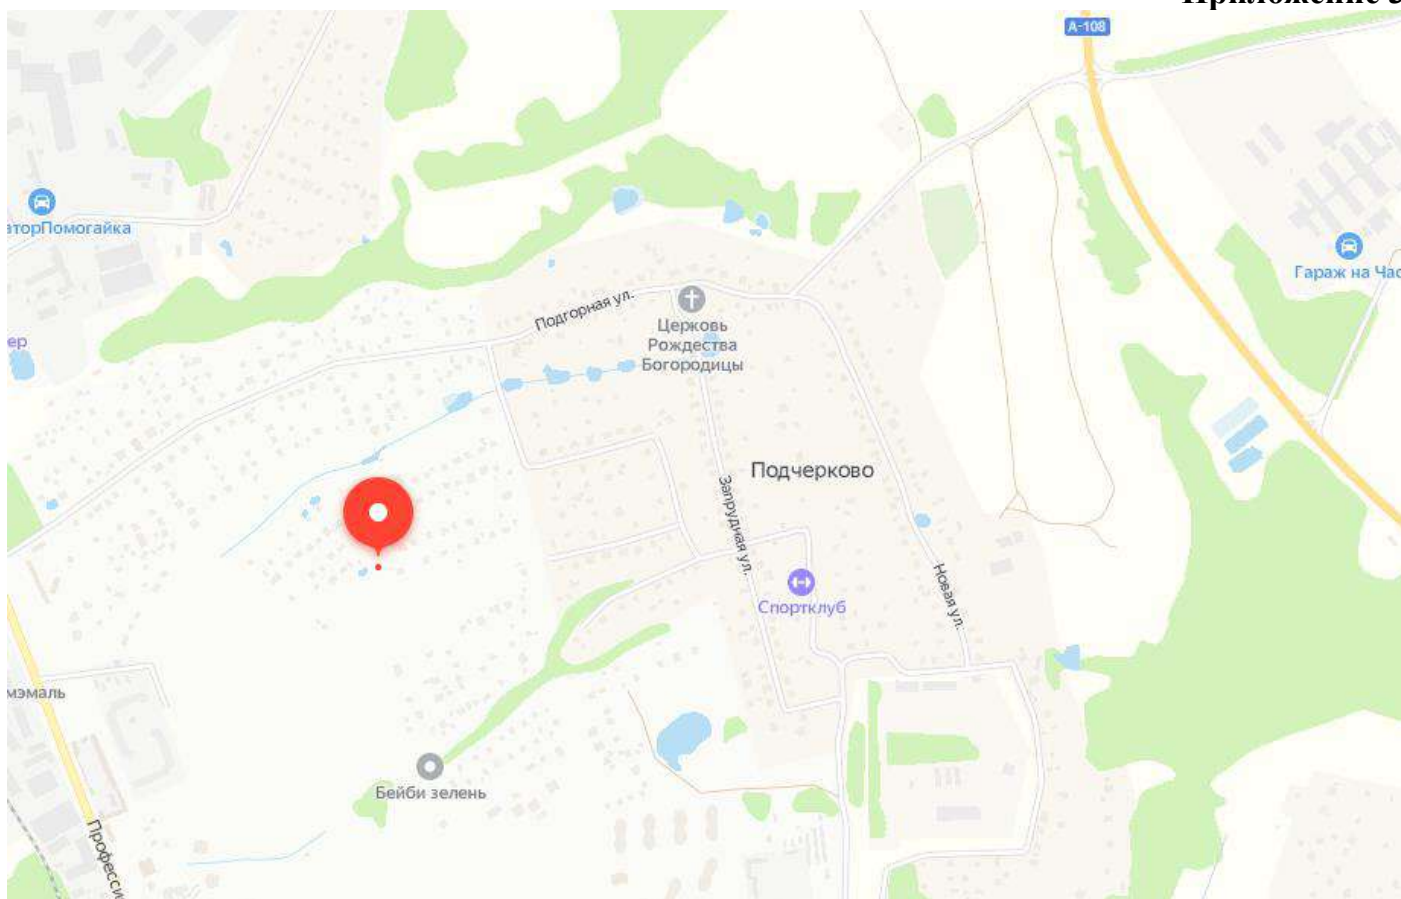 Приложение 3
А-108
аторПомогайка
Гараж на Час
Подгорная ул.
Церковь
Рождества
Богородицы
ер
Подчерково
Запрудная ул.
Новая ул.
Спортклуб
мэмаль
Бейби зелень
Професси